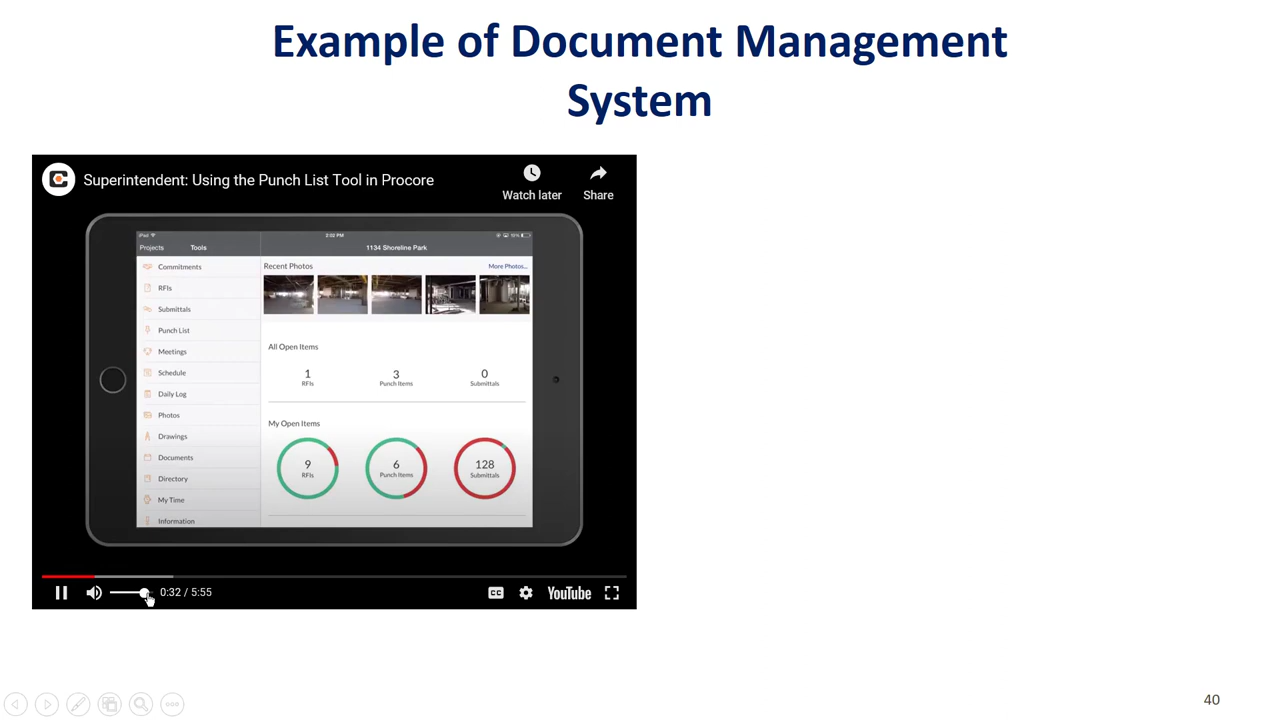 Example of Document Management
System
Superintendent: Using the Punch List Tool in Procore
Watch later
Share
iPad
2:02 PM
Projects
Tools
1134 Shoreline Park
Commitments
RFIs
Submittals
Punch List
Meetings
Schedule
Daily Log
Photos
Drawings
Documents
Directory
My Time
Information
Recent Photos
More Photos...
All Open Items
1
RFIs
3
Punch Items
0
Submittals
My Open Items
9
RFIs
6
Punch Items
128
Submittals
0:32 / 5:55
CC
YouTube
40